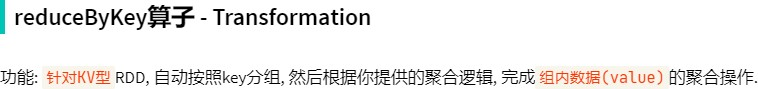 reduceByKey算子 - Transformation
功能: 针对KV型 RDD, 自动按照key分组, 然后根据你提供的聚合逻辑, 完成 组内数据(value) 的聚合操作.